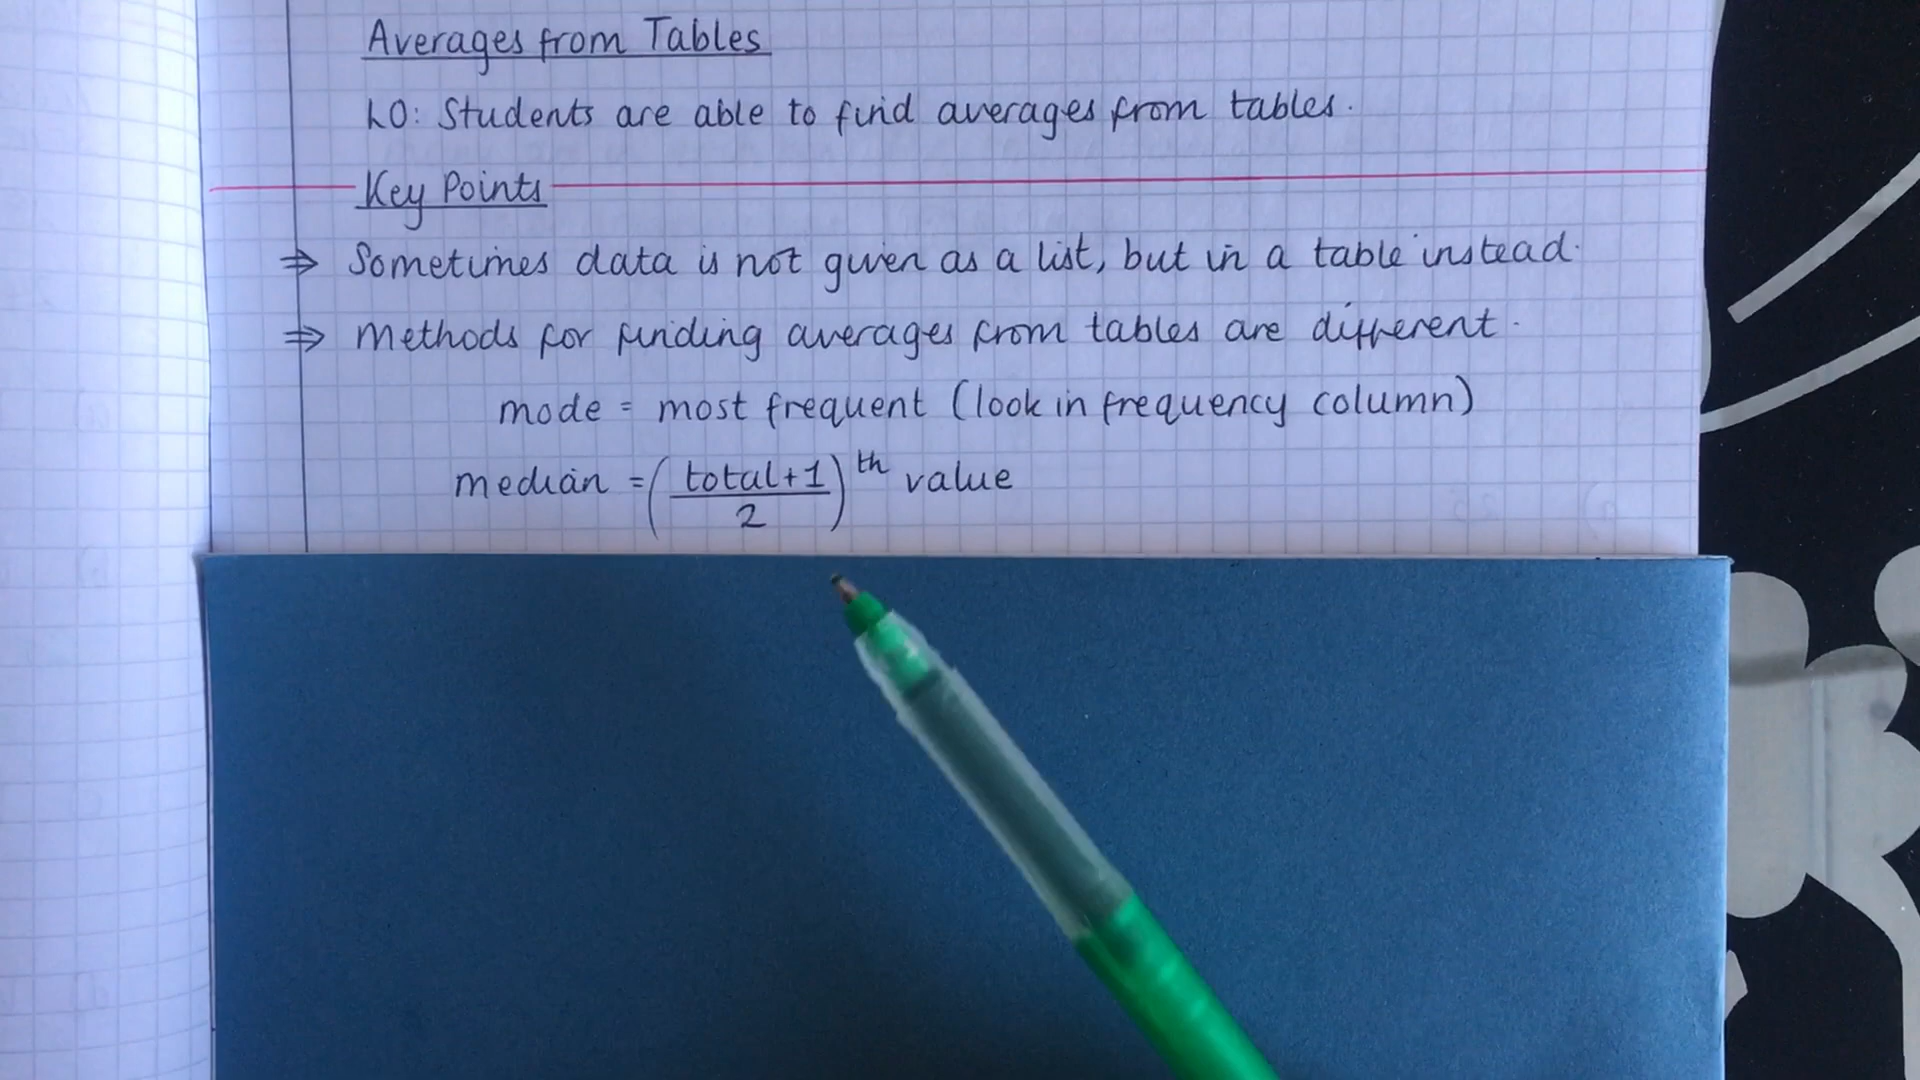 Averages from Tables
LO: Students are able to find averages from tables.
Key Points
⇒ Sometimes data is not given as a list, but in a table instead.
⇒ Methods for finding averages from tables are different.
mode = most frequent (look in frequency column)
median = (total+1/2)th value